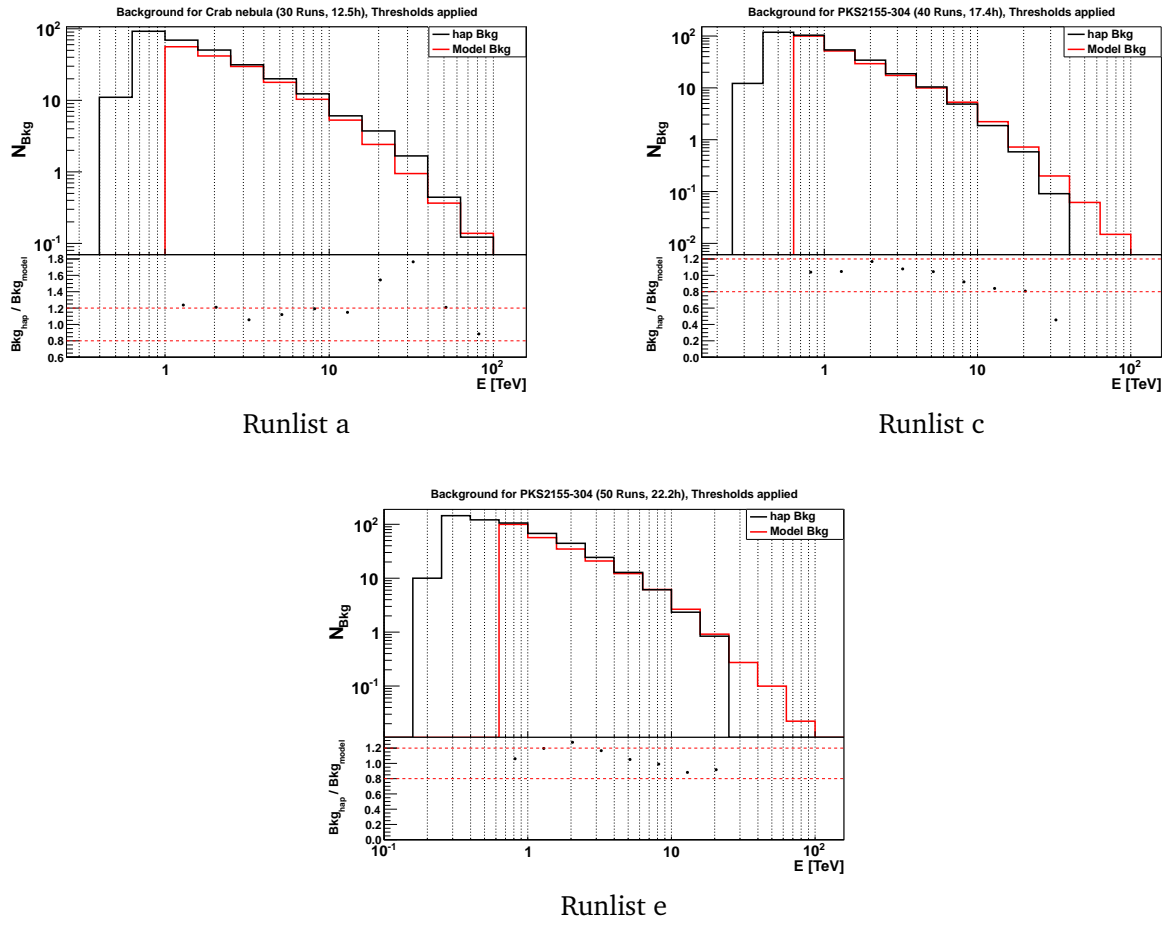 Background for Crab nebula (30 Runs, 12.5h), Thresholds applied
hap Bkg
Model Bkg
N_Bkg
10²
10
1
10⁻¹
Bkg_hap / Bkg_model
1.8
1.6
1.4
1.2
1.0
0.8
0.6
1
10
10²
E [TeV]
Runlist a
Background for PKS2155-304 (40 Runs, 17.4h), Thresholds applied
hap Bkg
Model Bkg
N_Bkg
10²
10
1
10⁻¹
10⁻²
Bkg_hap / Bkg_model
1.2
1.0
0.8
0.6
0.4
0.2
0.0
1
10
10²
E [TeV]
Runlist c
Background for PKS2155-304 (50 Runs, 22.2h), Thresholds applied
hap Bkg
Model Bkg
N_Bkg
10²
10
1
10⁻¹
Bkg_hap / Bkg_model
1.2
1.0
0.8
0.6
0.4
0.2
0.0
10⁻¹
1
10
10²
E [TeV]
Runlist e